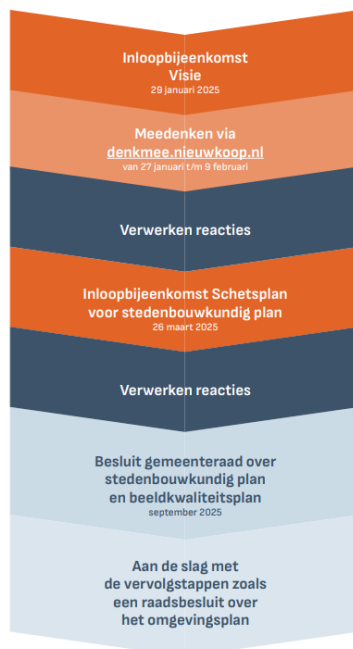 Inloopbijeenkomst
Visie
29 januari 2025
Meedenken via
denkmee.nieuwkoop.nl
van 27 januari t/m 9 februari
Verwerken reacties
Inloopbijeenkomst Schetsplan
voor stedenbouwkundig plan
26 maart 2025
Verwerken reacties
Besluit gemeenteraad over
stedenbouwkundig plan
en beeldkwaliteitsplan
september 2025
Aan de slag met
de vervolgstappen zoals
een raadsbesluit over
het omgevingsplan